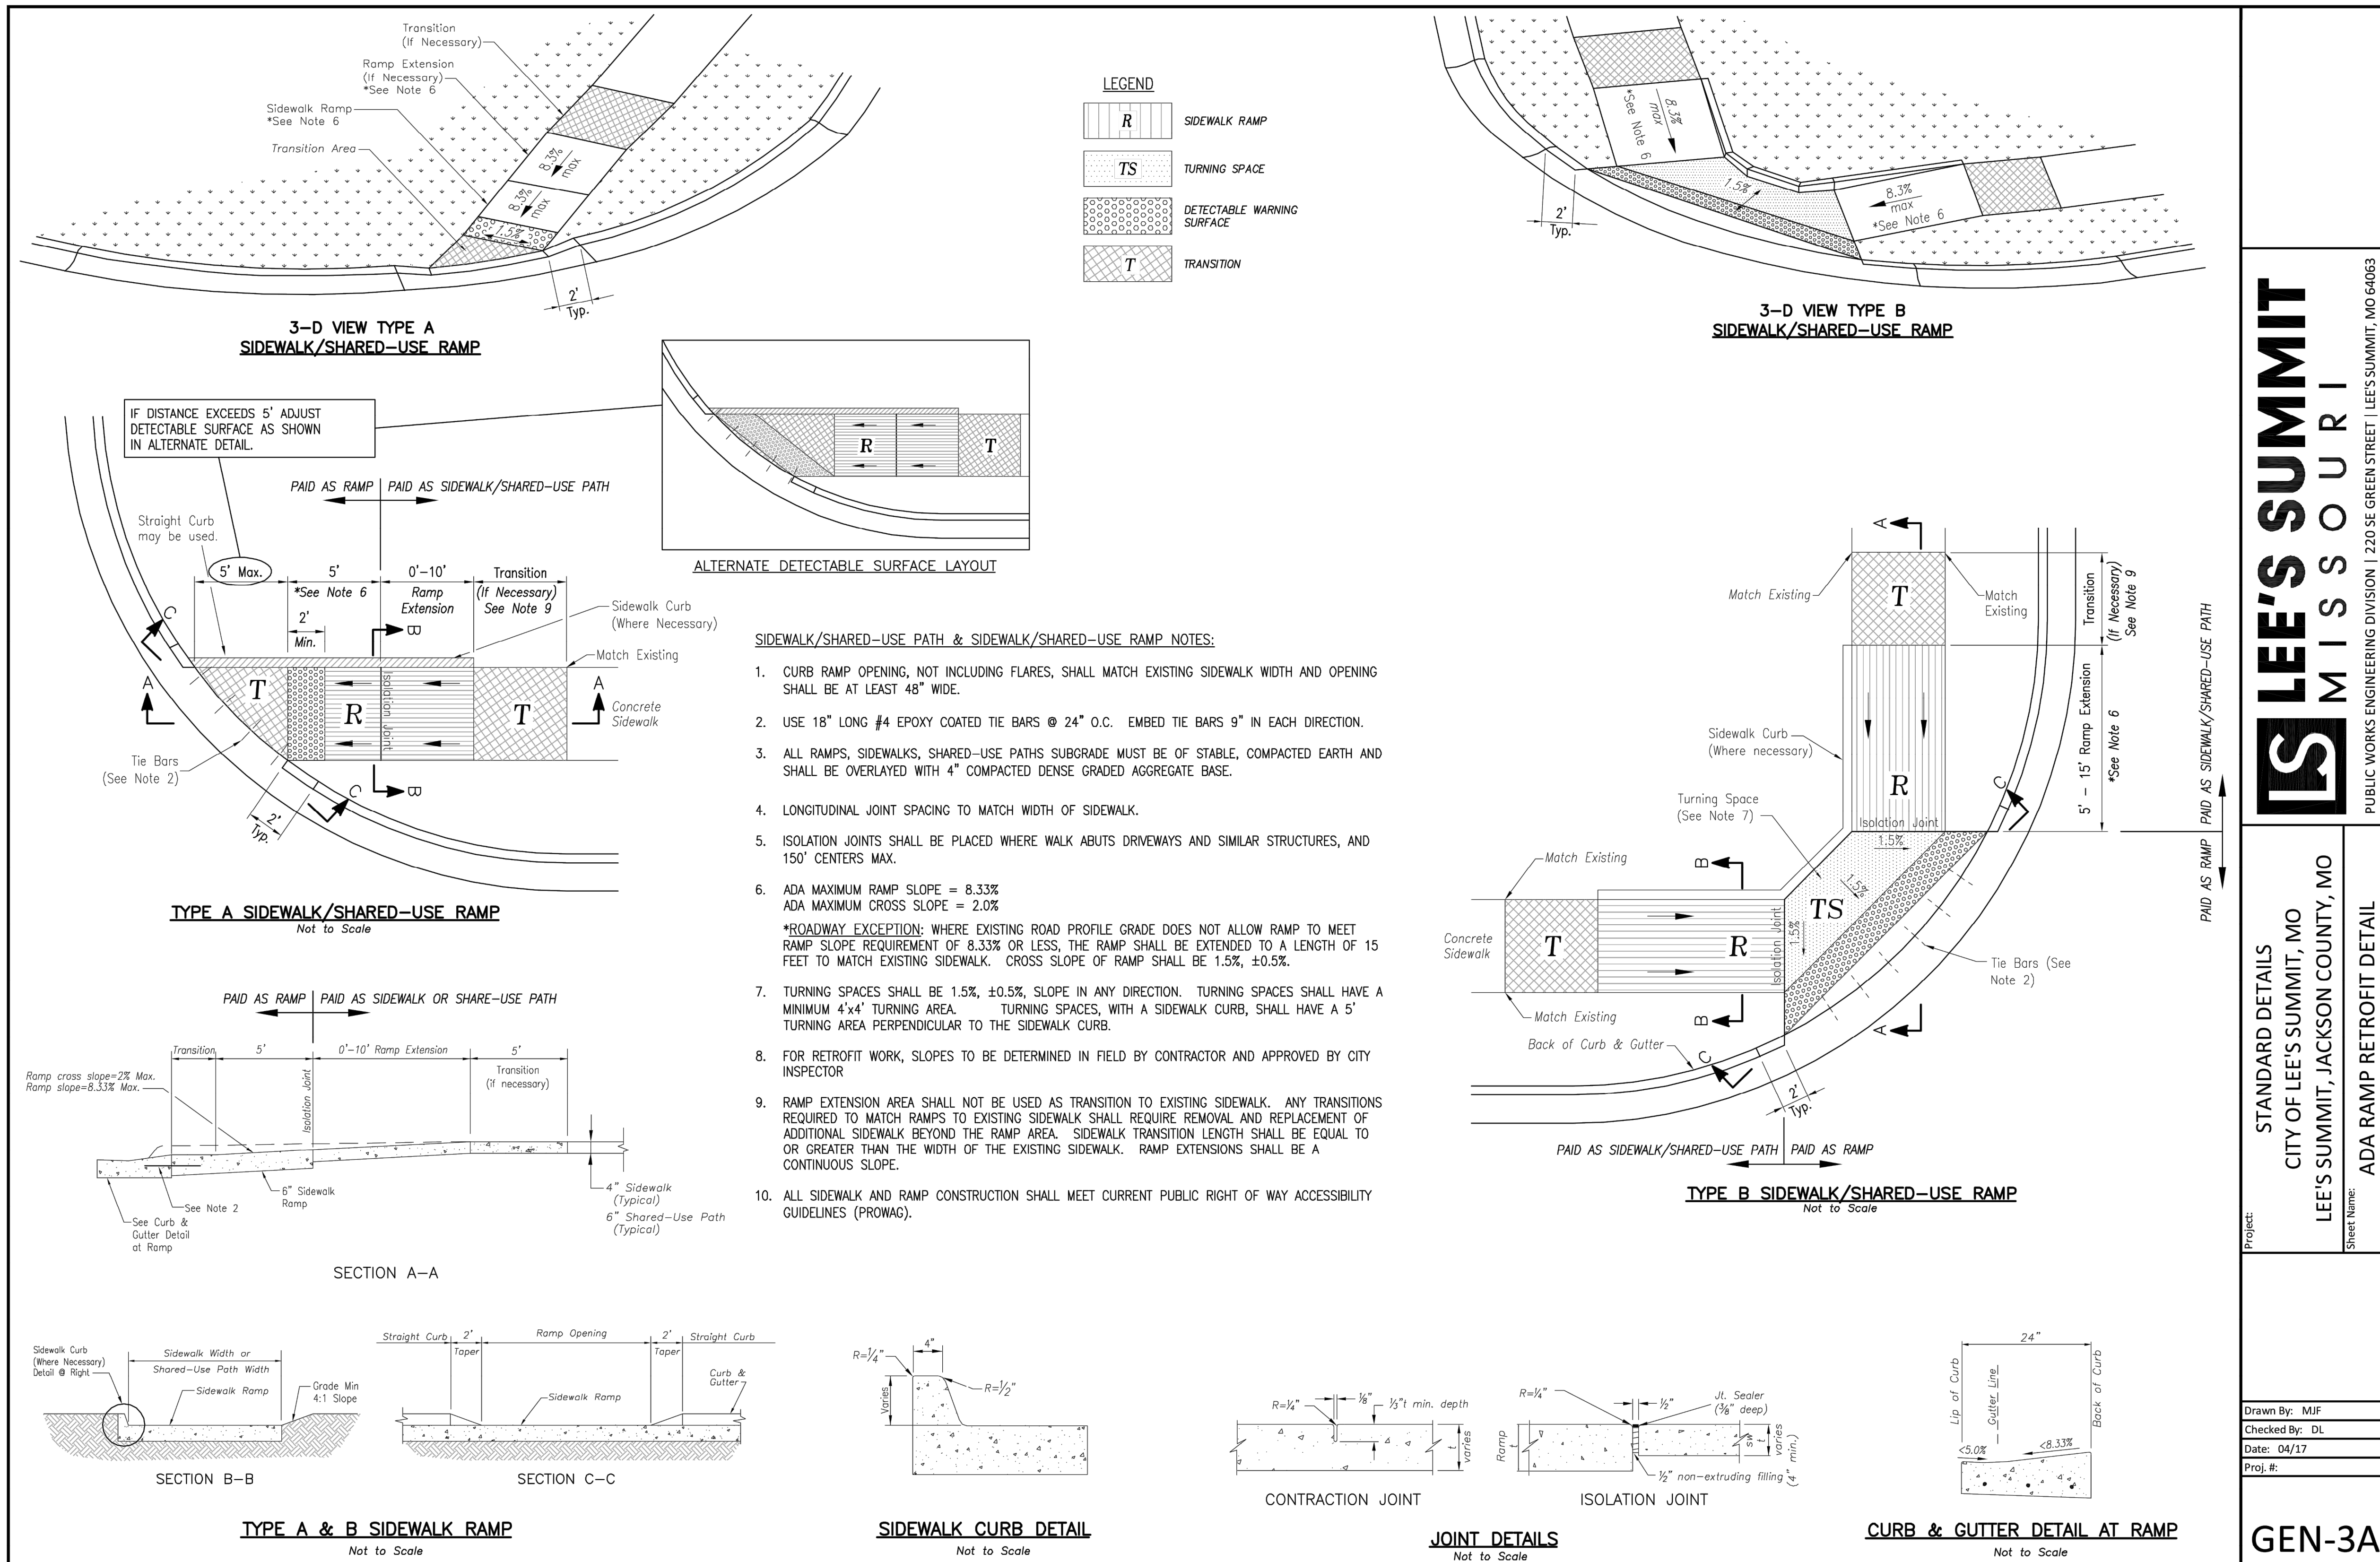 Transition
(If Necessary)
Ramp Extension
(If Necessary)
*See Note 6
Sidewalk Ramp
*See Note 6
Transition Area
8.3%
max
8.3%
max
1.5%
2'
Typ.
3-D VIEW TYPE A
SIDEWALK/SHARED-USE RAMP
LEGEND
R
SIDEWALK RAMP
TS
TURNING SPACE
DETECTABLE WARNING
SURFACE
T
TRANSITION
8.3%
max
*See Note 6
1.5%
8.3%
max
*See Note 6
2'
Typ.
3-D VIEW TYPE B
SIDEWALK/SHARED-USE RAMP
IF DISTANCE EXCEEDS 5' ADJUST
DETECTABLE SURFACE AS SHOWN
IN ALTERNATE DETAIL.
R
T
ALTERNATE DETECTABLE SURFACE LAYOUT
PAID AS RAMP
PAID AS SIDEWALK/SHARED-USE PATH
Straight Curb
may be used.
5' Max.
5'
*See Note 6
0'-10'
Ramp
Extension
Transition
(If Necessary)
See Note 9
2'
Min.
Sidewalk Curb
(Where Necessary)
Match Existing
Concrete
Sidewalk
C
B
A
T
R
Isolation Joint
T
A
Tie Bars
(See Note 2)
C
B
2'
Typ.
TYPE A SIDEWALK/SHARED-USE RAMP
Not to Scale
SIDEWALK/SHARED-USE PATH & SIDEWALK/SHARED-USE RAMP NOTES:
1. CURB RAMP OPENING, NOT INCLUDING FLARES, SHALL MATCH EXISTING SIDEWALK WIDTH AND OPENING
SHALL BE AT LEAST 48" WIDE.
2. USE 18" LONG #4 EPOXY COATED TIE BARS @ 24" O.C. EMBED TIE BARS 9" IN EACH DIRECTION.
3. ALL RAMPS, SIDEWALKS, SHARED-USE PATHS SUBGRADE MUST BE OF STABLE, COMPACTED EARTH AND
SHALL BE OVERLAYED WITH 4" COMPACTED DENSE GRADED AGGREGATE BASE.
4. LONGITUDINAL JOINT SPACING TO MATCH WIDTH OF SIDEWALK.
5. ISOLATION JOINTS SHALL BE PLACED WHERE WALK ABUTS DRIVEWAYS AND SIMILAR STRUCTURES, AND
150' CENTERS MAX.
6. ADA MAXIMUM RAMP SLOPE = 8.33%
ADA MAXIMUM CROSS SLOPE = 2.0%
*ROADWAY EXCEPTION: WHERE EXISTING ROAD PROFILE GRADE DOES NOT ALLOW RAMP TO MEET
RAMP SLOPE REQUIREMENT OF 8.33% OR LESS, THE RAMP SHALL BE EXTENDED TO A LENGTH OF 15
FEET TO MATCH EXISTING SIDEWALK. CROSS SLOPE OF RAMP SHALL BE 1.5%, ±0.5%.
7. TURNING SPACES SHALL BE 1.5%, ±0.5%, SLOPE IN ANY DIRECTION. TURNING SPACES SHALL HAVE A
MINIMUM 4'x4' TURNING AREA. TURNING SPACES, WITH A SIDEWALK CURB, SHALL HAVE A 5'
TURNING AREA PERPENDICULAR TO THE SIDEWALK CURB.
8. FOR RETROFIT WORK, SLOPES TO BE DETERMINED IN FIELD BY CONTRACTOR AND APPROVED BY CITY
INSPECTOR
9. RAMP EXTENSION AREA SHALL NOT BE USED AS TRANSITION TO EXISTING SIDEWALK. ANY TRANSITIONS
REQUIRED TO MATCH RAMPS TO EXISTING SIDEWALK SHALL REQUIRE REMOVAL AND REPLACEMENT OF
ADDITIONAL SIDEWALK BEYOND THE RAMP AREA. SIDEWALK TRANSITION LENGTH SHALL BE EQUAL TO
OR GREATER THAN THE WIDTH OF THE EXISTING SIDEWALK. RAMP EXTENSIONS SHALL BE A
CONTINUOUS SLOPE.
10. ALL SIDEWALK AND RAMP CONSTRUCTION SHALL MEET CURRENT PUBLIC RIGHT OF WAY ACCESSIBILITY
GUIDELINES (PROWAG).
A
Match Existing
Match
Existing
T
Transition
(If Necessary)
See Note 9
Sidewalk Curb
(Where necessary)
R
5' - 15' Ramp Extension
*See Note 6
PAID AS SIDEWALK/SHARED-USE PATH
PAID AS RAMP
C
Turning Space
(See Note 7)
Isolation Joint
1.5%
1.5%
1.5%
TS
Match Existing
B
Concrete
Sidewalk
T
R
Isolation Joint
Tie Bars (See
Note 2)
Match Existing
B
A
Back of Curb & Gutter
C
2'
Typ.
PAID AS SIDEWALK/SHARED-USE PATH
PAID AS RAMP
TYPE B SIDEWALK/SHARED-USE RAMP
Not to Scale
PAID AS RAMP
PAID AS SIDEWALK OR SHARE-USE PATH
Transition
5'
0'-10' Ramp Extension
5'
Transition
(if necessary)
Ramp cross slope=2% Max.
Ramp slope=8.33% Max.
Isolation Joint
See Note 2
6" Sidewalk
Ramp
See Curb &
Gutter Detail
at Ramp
4" Sidewalk
(Typical)
6" Shared-Use Path
(Typical)
SECTION A-A
Sidewalk Curb
(Where Necessary)
Detail @ Right
Sidewalk Width or
Shared-Use Path Width
Sidewalk Ramp
Grade Min
4:1 Slope
SECTION B-B
Straight Curb
2'
Taper
Ramp Opening
2'
Taper
Straight Curb
Curb &
Gutter
Sidewalk Ramp
SECTION C-C
TYPE A & B SIDEWALK RAMP
Not to Scale
4"
R=1/4"
R=1/2"
Varies
SIDEWALK CURB DETAIL
Not to Scale
R=1/4"
1/8"
1/3"t min. depth
t
varies
CONTRACTION JOINT
R=1/4"
1/2"
Jt. Sealer
(3/8" deep)
Ramp
t
sw
t
varies
(4" min.)
1/2" non-extruding filling
ISOLATION JOINT
JOINT DETAILS
Not to Scale
24"
Lip of Curb
Gutter Line
Back of Curb
<5.0%
<8.33%
CURB & GUTTER DETAIL AT RAMP
Not to Scale
LS
LEE'S SUMMIT
MISSOURI
PUBLIC WORKS ENGINEERING DIVISION | 220 SE GREEN STREET | LEE'S SUMMIT, MO 64063
Project:
STANDARD DETAILS
CITY OF LEE'S SUMMIT, MO
LEE'S SUMMIT, JACKSON COUNTY, MO
Sheet Name:
ADA RAMP RETROFIT DETAIL
Drawn By: MJF
Checked By: DL
Date: 04/17
Proj. #:
GEN-3A